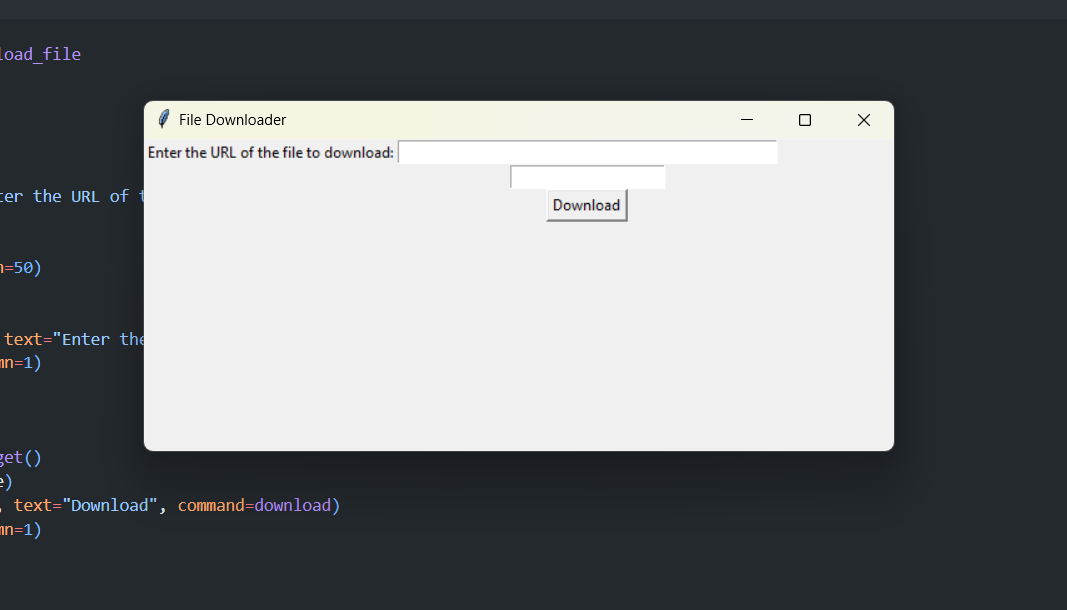 load_file
File Downloader
Enter the URL of the file to download:
ter the URL of t
Download
n=50)
text="Enter the
mn=1)
get()
e)
, text="Download", command=download)
mn=1)